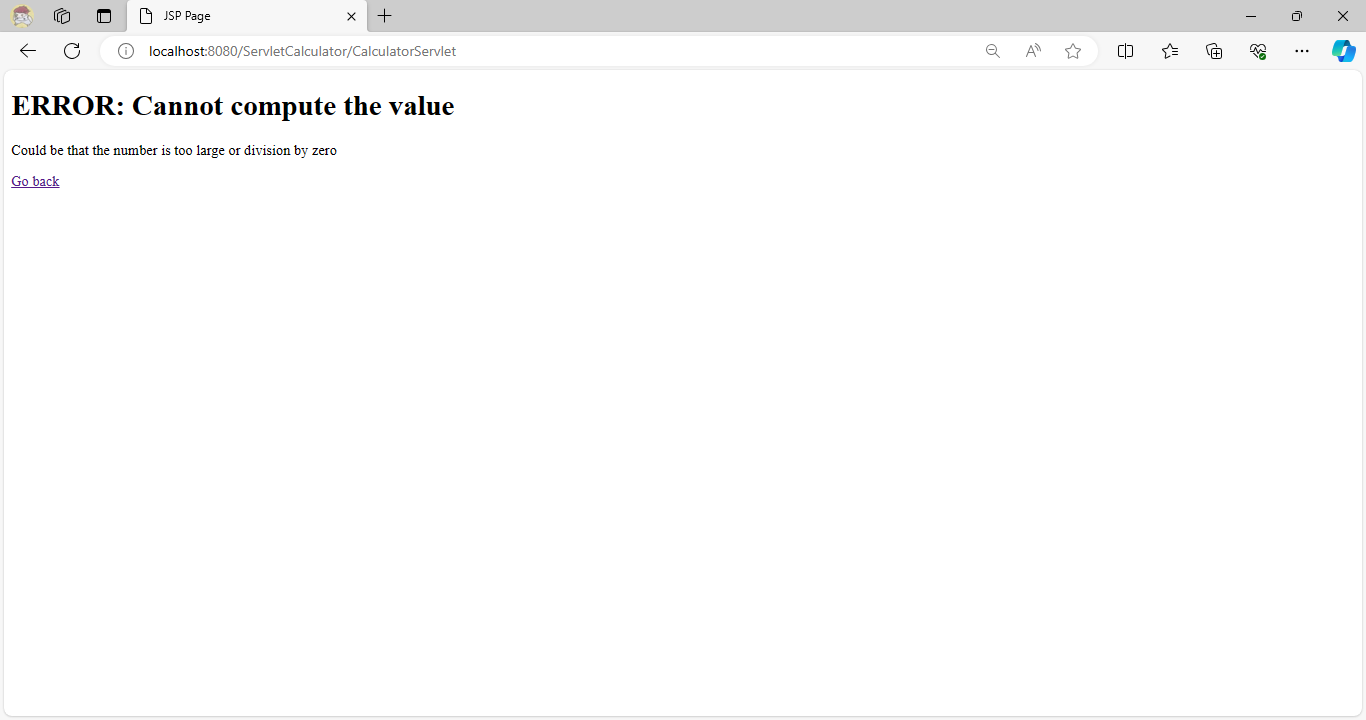 JSP Page
localhost:8080/ServletCalculator/CalculatorServlet
ERROR: Cannot compute the value
Could be that the number is too large or division by zero
Go back